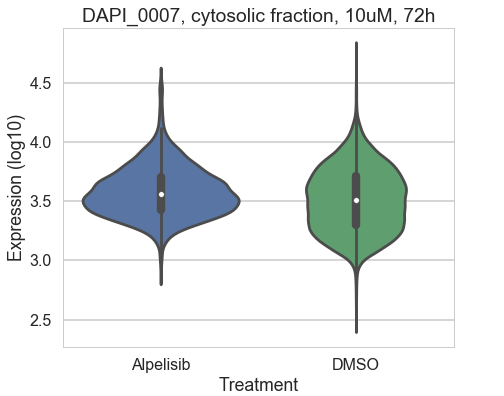 DAPI_0007, cytosolic fraction, 10uM, 72h
Expression (log10)
4.5
4.0
3.5
3.0
2.5
Alpelisib DMSO
Treatment